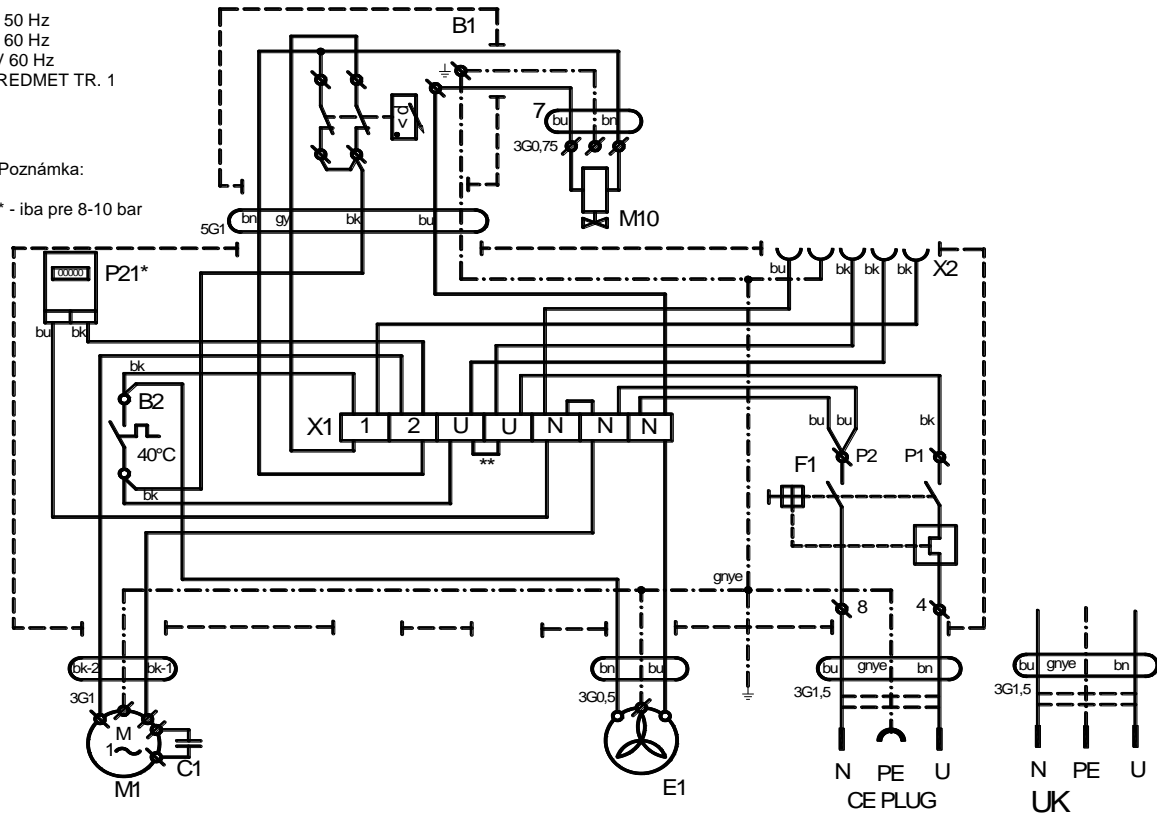 50 Hz
60 Hz
/ 60 Hz
REDMET TR. 1
B1
7
bu bn
3G0,75
M10
Poznámka:
* - iba pre 8-10 bar
bn gy bk bu
5G1
P21*
00000
bu bk
bu bk bk bk
X2
bk
B2
40°C
bk
X1 1 2 U U N N N
**
bu bu bk
F1 P2 P1
gnye
8 4
bk-2 bk-1
3G1
M
1
C1
M1
bn bu
3G0,5
E1
bu gnye bn
3G1,5
N PE U
CE PLUG
bu gnye bn
3G1,5
N PE U
UK